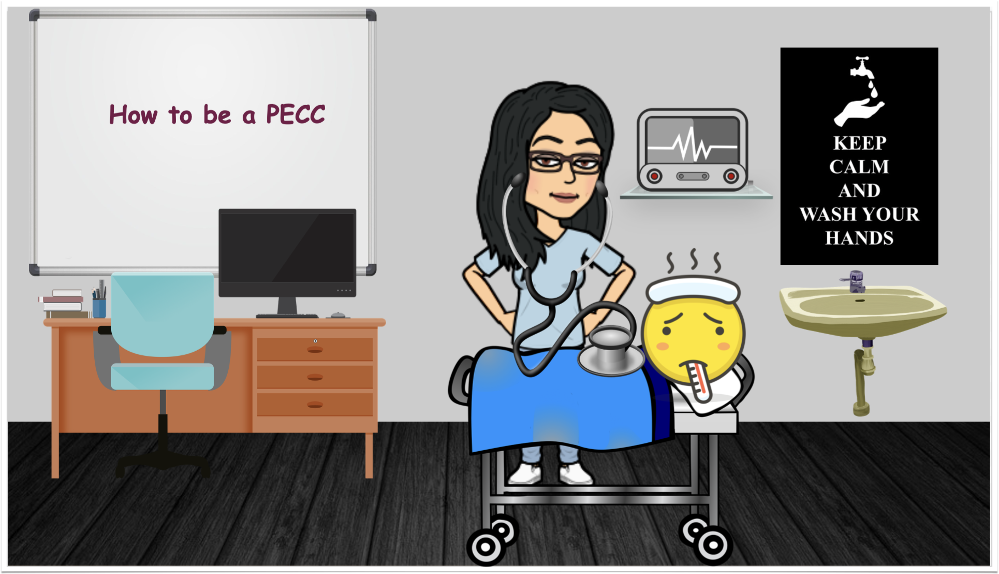 How to be a PECC
KEEP
CALM
AND
WASH YOUR
HANDS